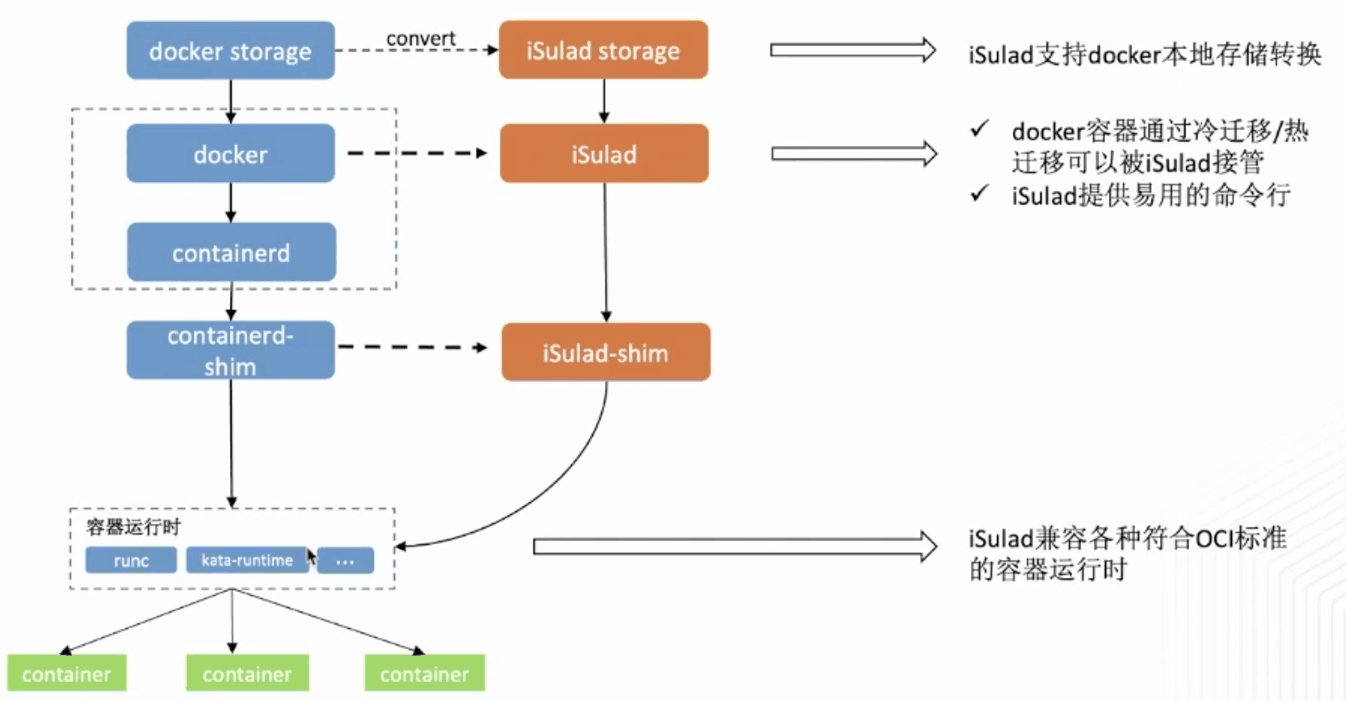 docker storage
convert
iSulad storage
iSulad支持docker本地存储转换
docker
iSulad
✓ docker容器通过冷迁移/热
迁移可以被iSulad接管
✓ iSulad提供易用的命令行
containerd
containerd-
shim
iSulad-shim
容器运行时
runc
kata-runtime
...
iSulad兼容各种符合OCI标准
的容器运行时
container
container
container